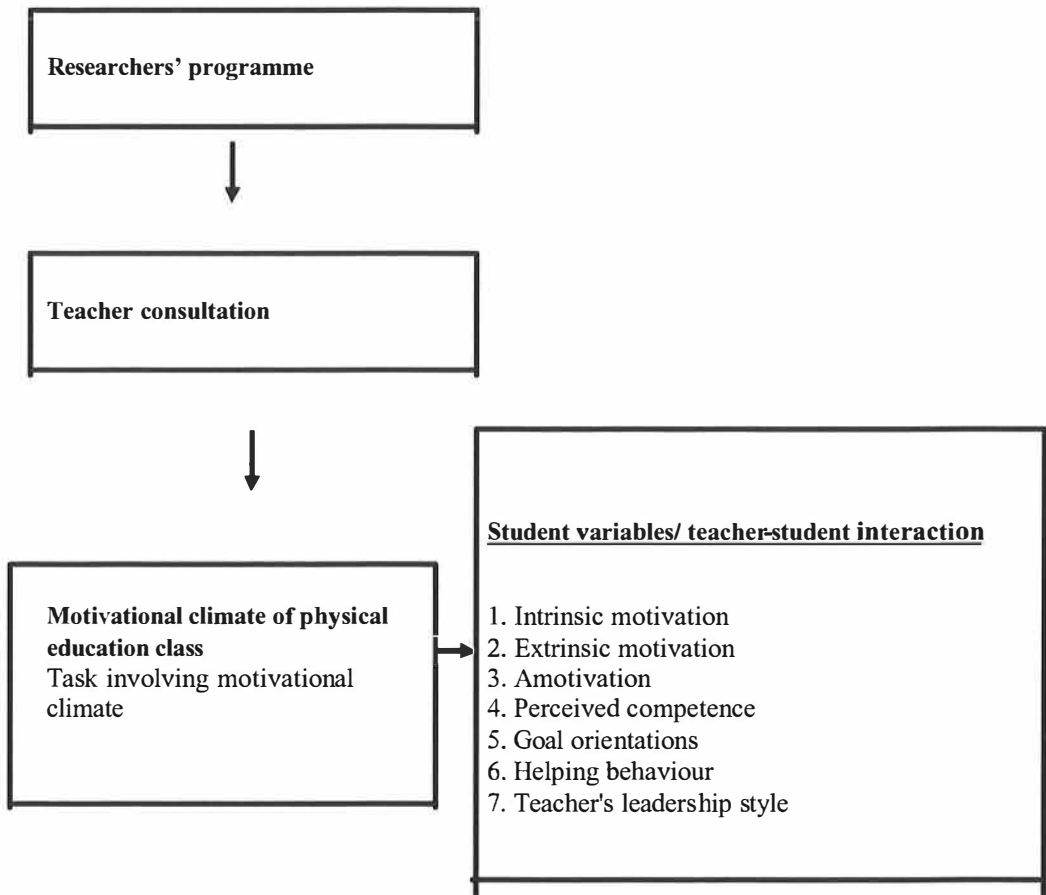 Researchers’ programme
Teacher consultation
Motivational climate of physical
education class
Task involving motivational
climate
Student variables/ teacher-student interaction
1. Intrinsic motivation
2. Extrinsic motivation
3. Amotivation
4. Perceived competence
5. Goal orientations
6. Helping behaviour
7. Teacher's leadership style